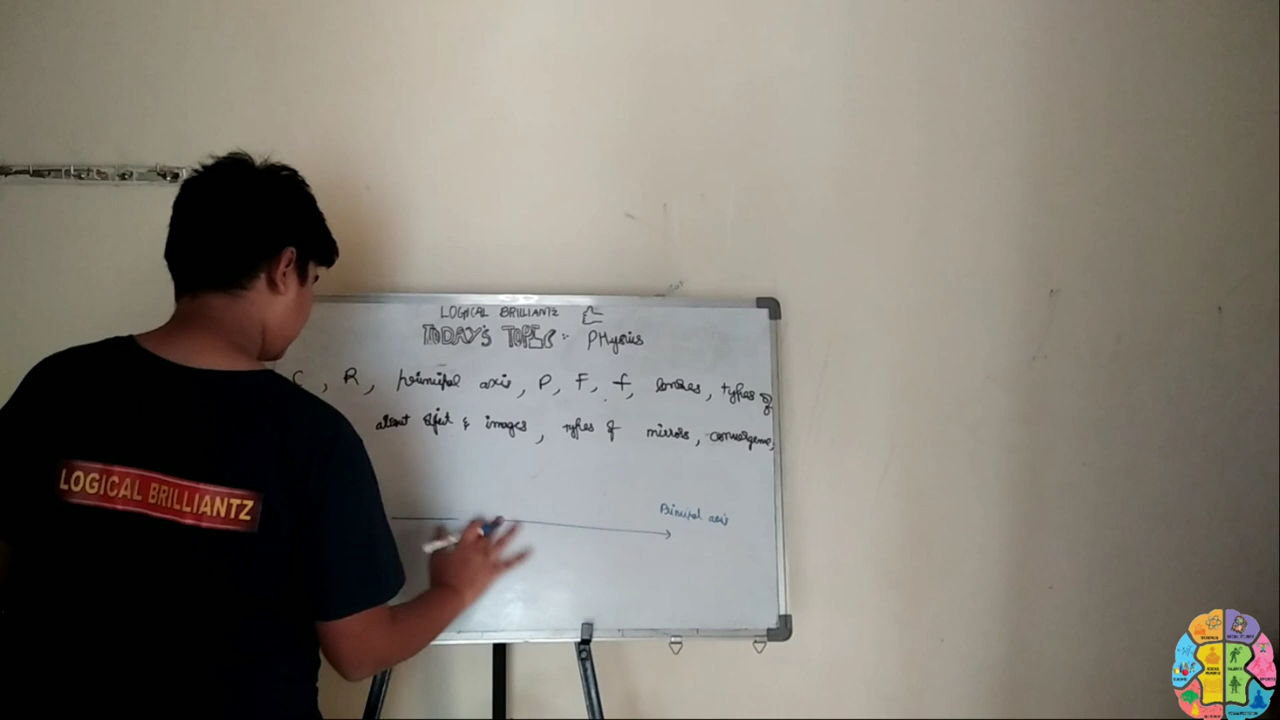 LOGICAL BRILLIANTZ
TODAY'S TOPIC :- PHysics
C , R , principal axis , P , F , f , lenses , types of
about object & images , types of mirrors , convergence,
Principal axis
LOGICAL BRILLIANTZ